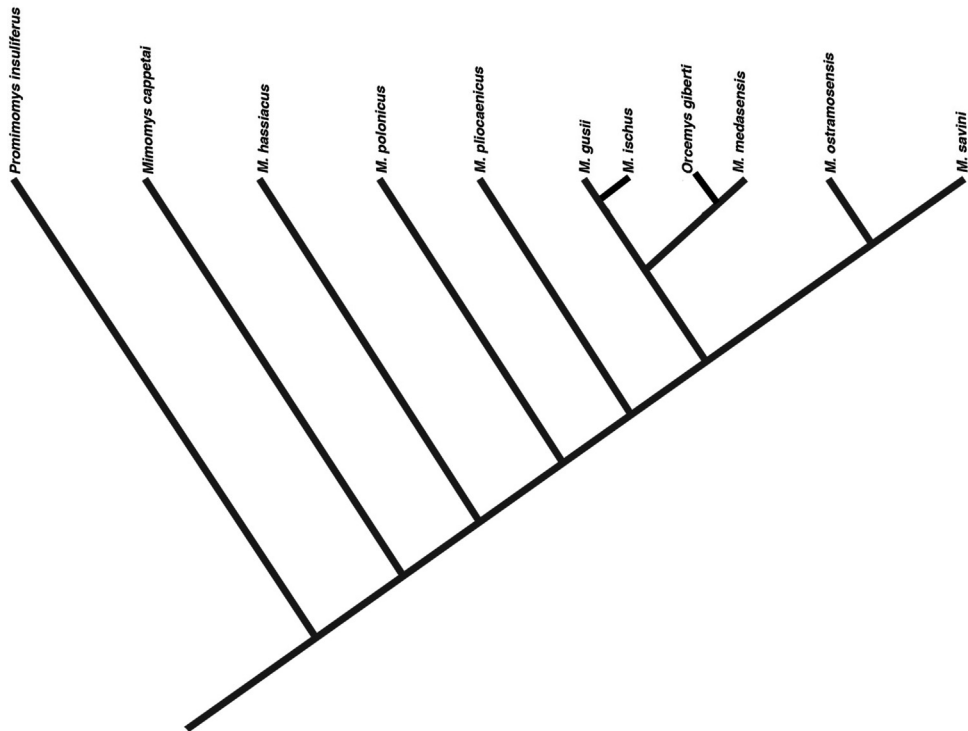 Promimomys insuliferus
Mimomys cappetai
M. hassiacus
M. polonicus
M. pliocaenicus
M. gusii
M. ischus
Orcemys giberti
M. medasensis
M. ostramosensis
M. savini